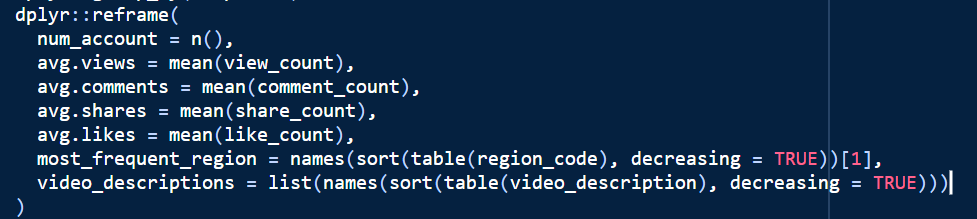 dplyr::reframe(
num_account = n(),
avg.views = mean(view_count),
avg.comments = mean(comment_count),
avg.shares = mean(share_count),
avg.likes = mean(like_count),
most_frequent_region = names(sort(table(region_code), decreasing = TRUE))[1],
video_descriptions = list(names(sort(table(video_description), decreasing = TRUE)))
)